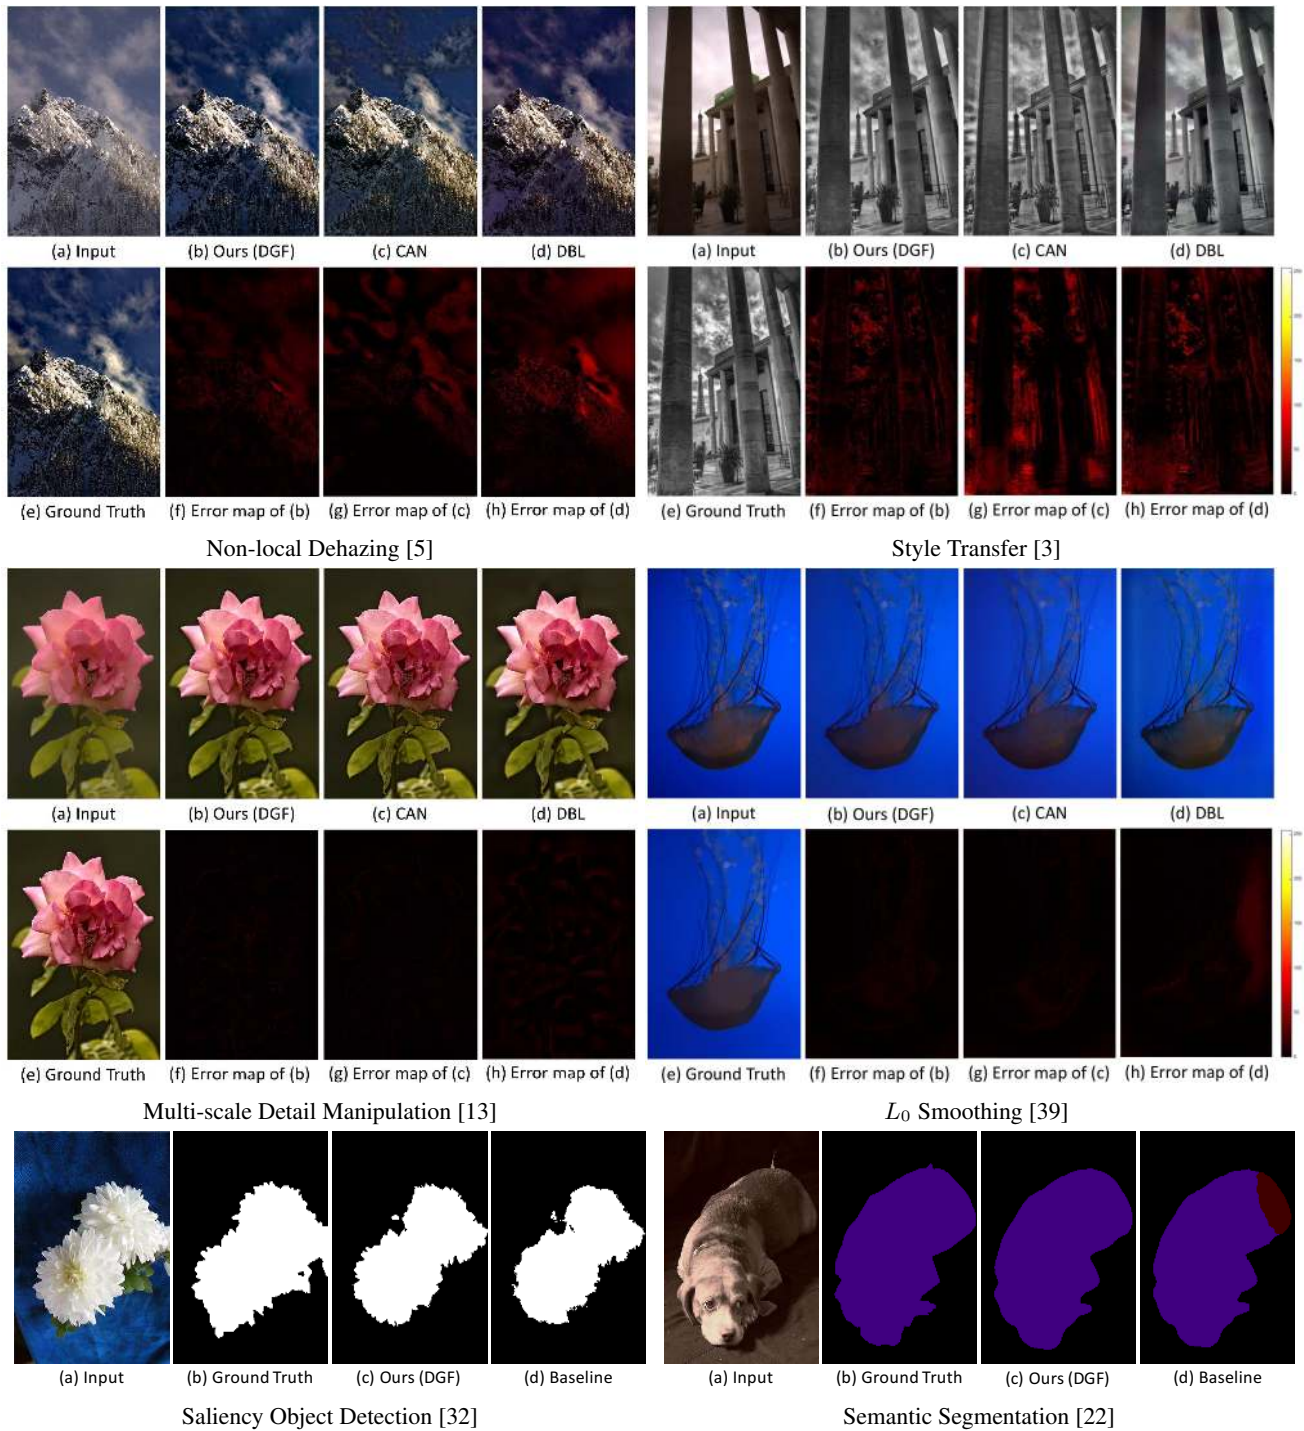 (a) Input (b) Ours (DGF) (c) CAN (d) DBL
(e) Ground Truth (f) Error map of (b) (g) Error map of (c) (h) Error map of (d)
Non-local Dehazing [5]
(a) Input (b) Ours (DGF) (c) CAN (d) DBL
(e) Ground Truth (f) Error map of (b) (g) Error map of (c) (h) Error map of (d)
Style Transfer [3]
(a) Input (b) Ours (DGF) (c) CAN (d) DBL
(e) Ground Truth (f) Error map of (b) (g) Error map of (c) (h) Error map of (d)
Multi-scale Detail Manipulation [13]
(a) Input (b) Ours (DGF) (c) CAN (d) DBL
(e) Ground Truth (f) Error map of (b) (g) Error map of (c) (h) Error map of (d)
L₀ Smoothing [39]
(a) Input (b) Ground Truth (c) Ours (DGF) (d) Baseline
Saliency Object Detection [32]
(a) Input (b) Ground Truth (c) Ours (DGF) (d) Baseline
Semantic Segmentation [22]